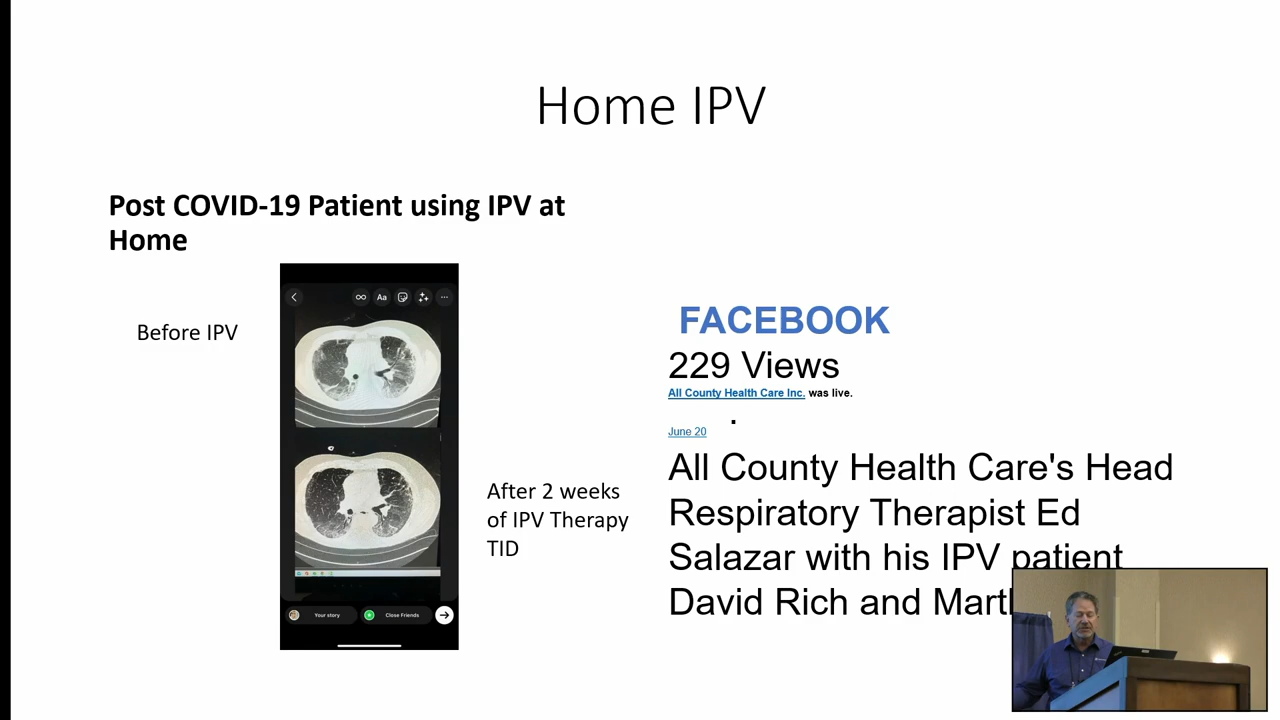 Home IPV
Post COVID-19 Patient using IPV at
Home
Before IPV
Aa
Your story
Close Friends
After 2 weeks
of IPV Therapy
TID
FACEBOOK
229 Views
All County Health Care Inc. was live.
.
June 20
All County Health Care's Head
Respiratory Therapist Ed
Salazar with his IPV patient
David Rich and